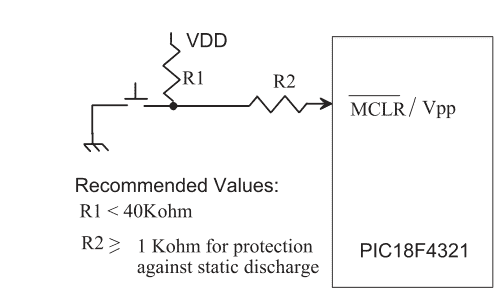 VDD
R1
R2
MCLR / Vpp
Recommended Values:
R1 < 40Kohm
R2 ≥ 1 Kohm for protection
against static discharge
PIC18F4321